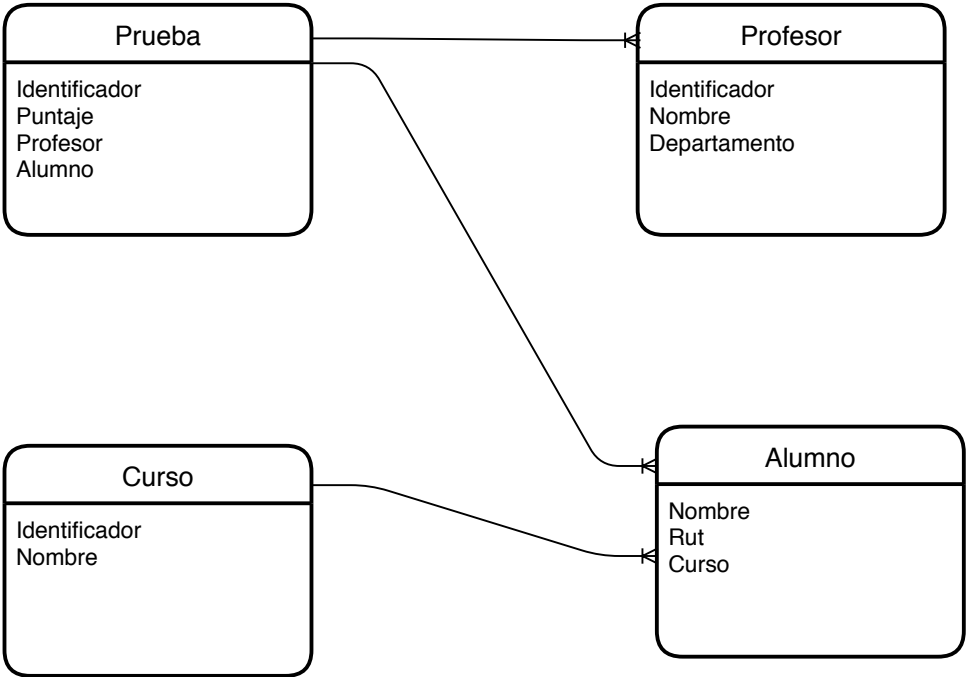 Prueba
Identificador
Puntaje
Profesor
Alumno
Profesor
Identificador
Nombre
Departamento
Curso
Identificador
Nombre
Alumno
Nombre
Rut
Curso